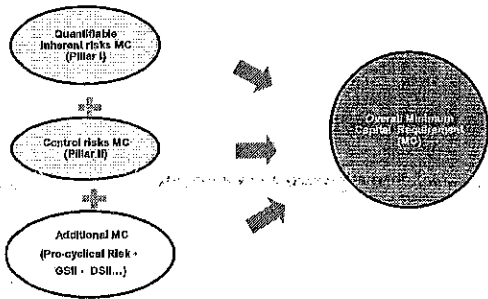 Quantifiable
inherent risks MC
(Pillar I)
Control risks MC
(Pillar II)
Additional MC
(Pro-cyclical Risk、
GSII、DSII...)
Overall Minimum
Capital Requirement
(MC)